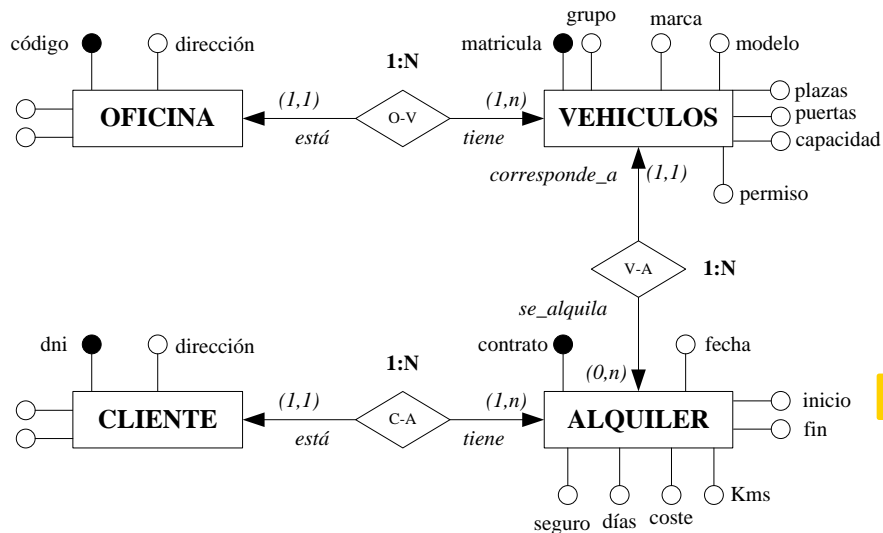 grupo
marca
código
dirección
matricula
modelo
1:N
(1,1)
(1,n)
plazas
OFICINA
O-V
VEHICULOS
puertas
está
tiene
capacidad
corresponde_a
(1,1)
permiso
V-A
1:N
se_alquila
dni
dirección
contrato
fecha
1:N
(0,n)
(1,1)
(1,n)
inicio
CLIENTE
C-A
ALQUILER
fin
está
tiene
seguro
días
coste
Kms